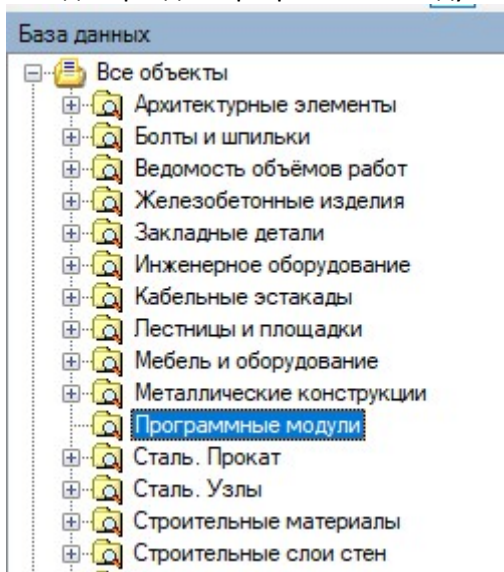 База данных
Все объекты
Архитектурные элементы
Болты и шпильки
Ведомость объёмов работ
Железобетонные изделия
Закладные детали
Инженерное оборудование
Кабельные эстакады
Лестницы и площадки
Мебель и оборудование
Металлические конструкции
Программные модули
Сталь. Прокат
Сталь. Узлы
Строительные материалы
Строительные слои стен